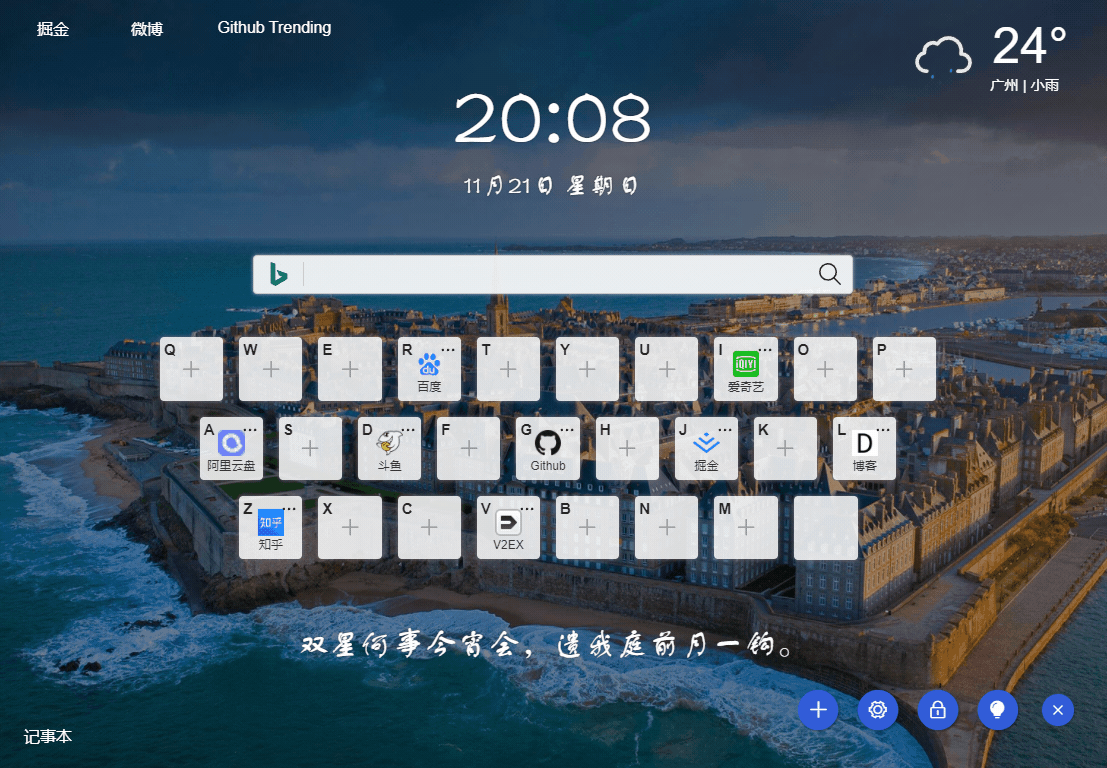 掘金 微博 Github Trending
24°
广州 | 小雨
20:08
11月21日 星期日
Q W E R T Y U I O P
百度 iQIYI 爱奇艺
A S D F G H J K L
阿里云盘 斗鱼 Github 掘金 D 博客
Z X C V B N M
知乎 知乎 V2EX
双星何事今宵会，遗我庭前月一钩。
记事本